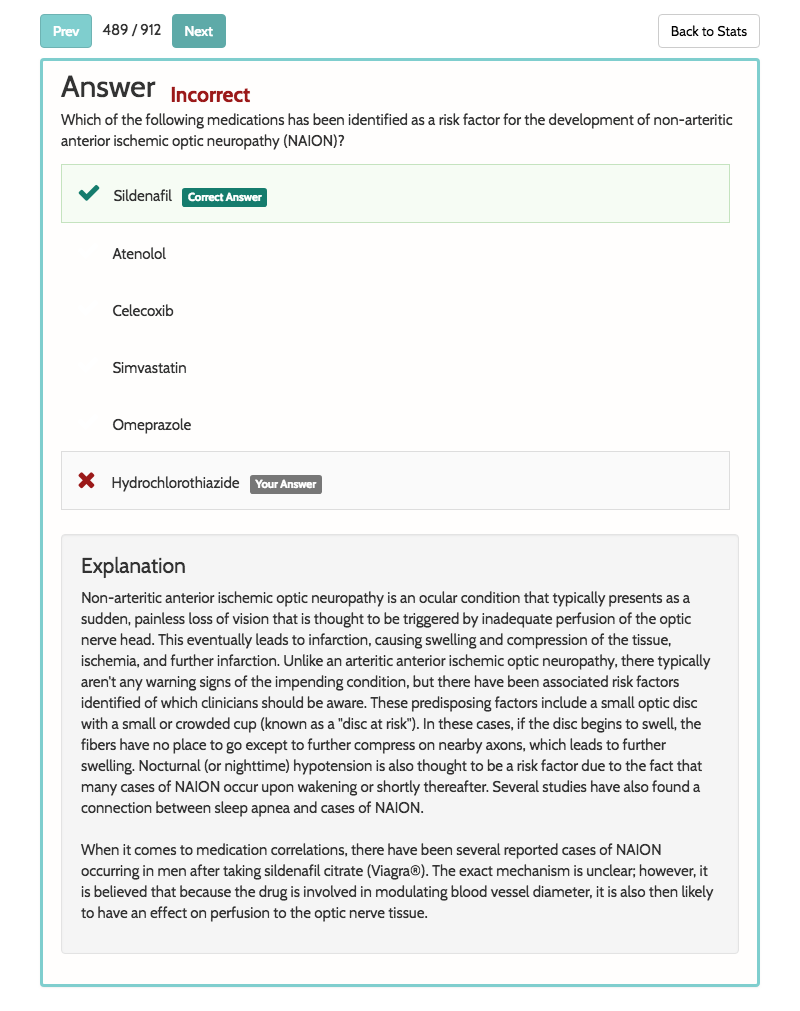 Prev 489 / 912 Next Back to Stats
Answer Incorrect
Which of the following medications has been identified as a risk factor for the development of non-arteritic
anterior ischemic optic neuropathy (NAION)?
Sildenafil Correct Answer
Atenolol
Celecoxib
Simvastatin
Omeprazole
Hydrochlorothiazide Your Answer
Explanation
Non-arteritic anterior ischemic optic neuropathy is an ocular condition that typically presents as a
sudden, painless loss of vision that is thought to be triggered by inadequate perfusion of the optic
nerve head. This eventually leads to infarction, causing swelling and compression of the tissue,
ischemia, and further infarction. Unlike an arteritic anterior ischemic optic neuropathy, there typically
aren't any warning signs of the impending condition, but there have been associated risk factors
identified of which clinicians should be aware. These predisposing factors include a small optic disc
with a small or crowded cup (known as a "disc at risk"). In these cases, if the disc begins to swell, the
fibers have no place to go except to further compress on nearby axons, which leads to further
swelling. Nocturnal (or nighttime) hypotension is also thought to be a risk factor due to the fact that
many cases of NAION occur upon wakening or shortly thereafter. Several studies have also found a
connection between sleep apnea and cases of NAION.
When it comes to medication correlations, there have been several reported cases of NAION
occurring in men after taking sildenafil citrate (Viagra®). The exact mechanism is unclear; however, it
is believed that because the drug is involved in modulating blood vessel diameter, it is also then likely
to have an effect on perfusion to the optic nerve tissue.